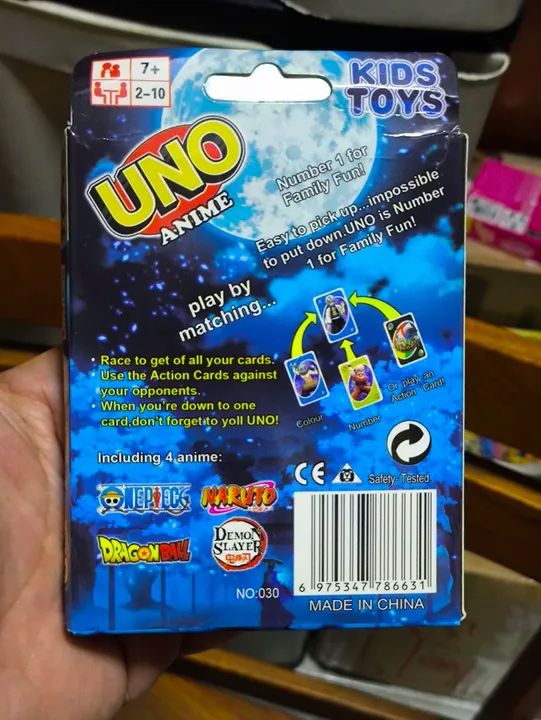 7+
2-10
KIDS
TOYS
UNO
ANIME
Number 1 for
Family Fun!
Easy to pick up...impossible
to put down.UNO is Number
1 for Family Fun!
play by
matching...
• Race to get of all your cards.
Use the Action Cards against
your opponents.
• When you're down to one
card,don't forget to yoll UNO!
Colour
Number
Or play an
Action Card!
Including 4 anime:
CE
Safety- Tested
ONE PIECE
NARUTO
DRAGON BALL
DEMON
SLAYER
NO:030
6 975347 786631
MADE IN CHINA